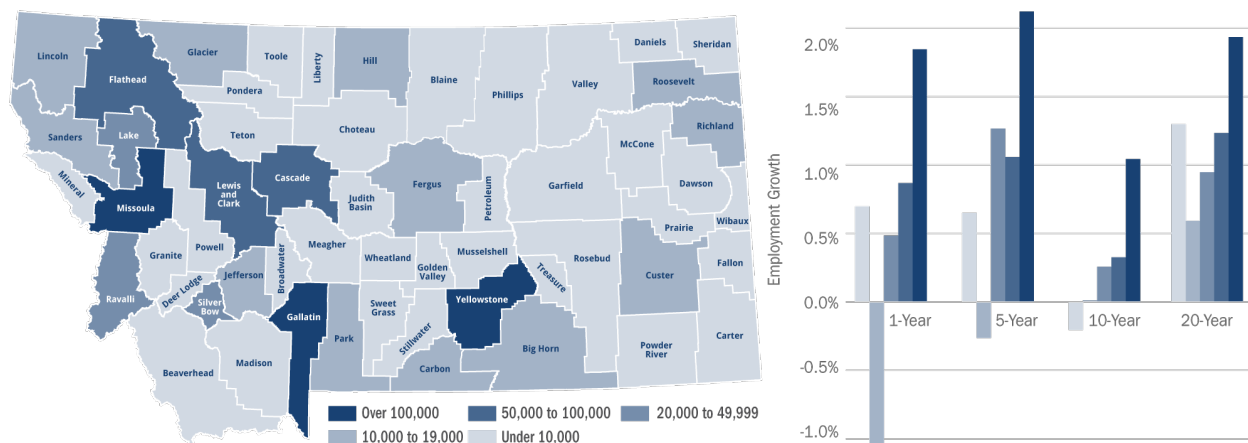 Lincoln
Glacier
Toole
Liberty
Hill
Blaine
Phillips
Valley
Daniels
Sheridan
Flathead
Pondera
Roosevelt
Sanders
Lake
Teton
Choteau
McCone
Richland
Mineral
Missoula
Lewis
and
Clark
Cascade
Judith
Basin
Fergus
Petroleum
Garfield
Dawson
Wibaux
Prairie
Granite
Powell
Meagher
Wheatland
Golden
Valley
Musselshell
Treasure
Rosebud
Custer
Fallon
Ravalli
Deer Lodge
Silver
Bow
Jefferson
Broadwater
Gallatin
Park
Sweet
Grass
Stillwater
Yellowstone
Big Horn
Powder
River
Carter
Beaverhead
Madison
Carbon
Over 100,000
50,000 to 100,000
20,000 to 49,999
10,000 to 19,000
Under 10,000
Employment Growth
2.0%
1.5%
1.0%
0.5%
0.0%
-0.5%
-1.0%
1-Year
5-Year
10-Year
20-Year